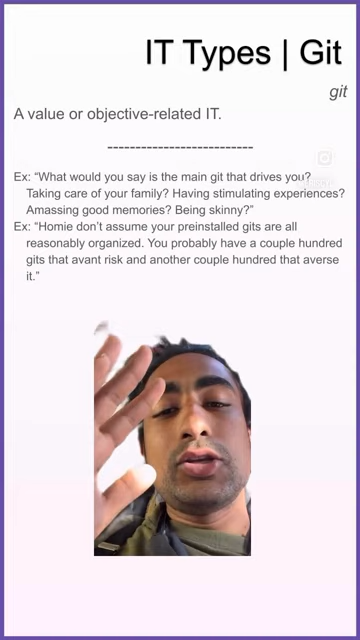 IT Types | Git
git
A value or objective-related IT.
--------------------------
Ex: “What would you say is the main git that drives you?
Taking care of your family? Having stimulating experiences?
Amassing good memories? Being skinny?”
Ex: “Homie don’t assume your preinstalled gits are all
reasonably organized. You probably have a couple hundred
gits that avant risk and another couple hundred that averse
it.”